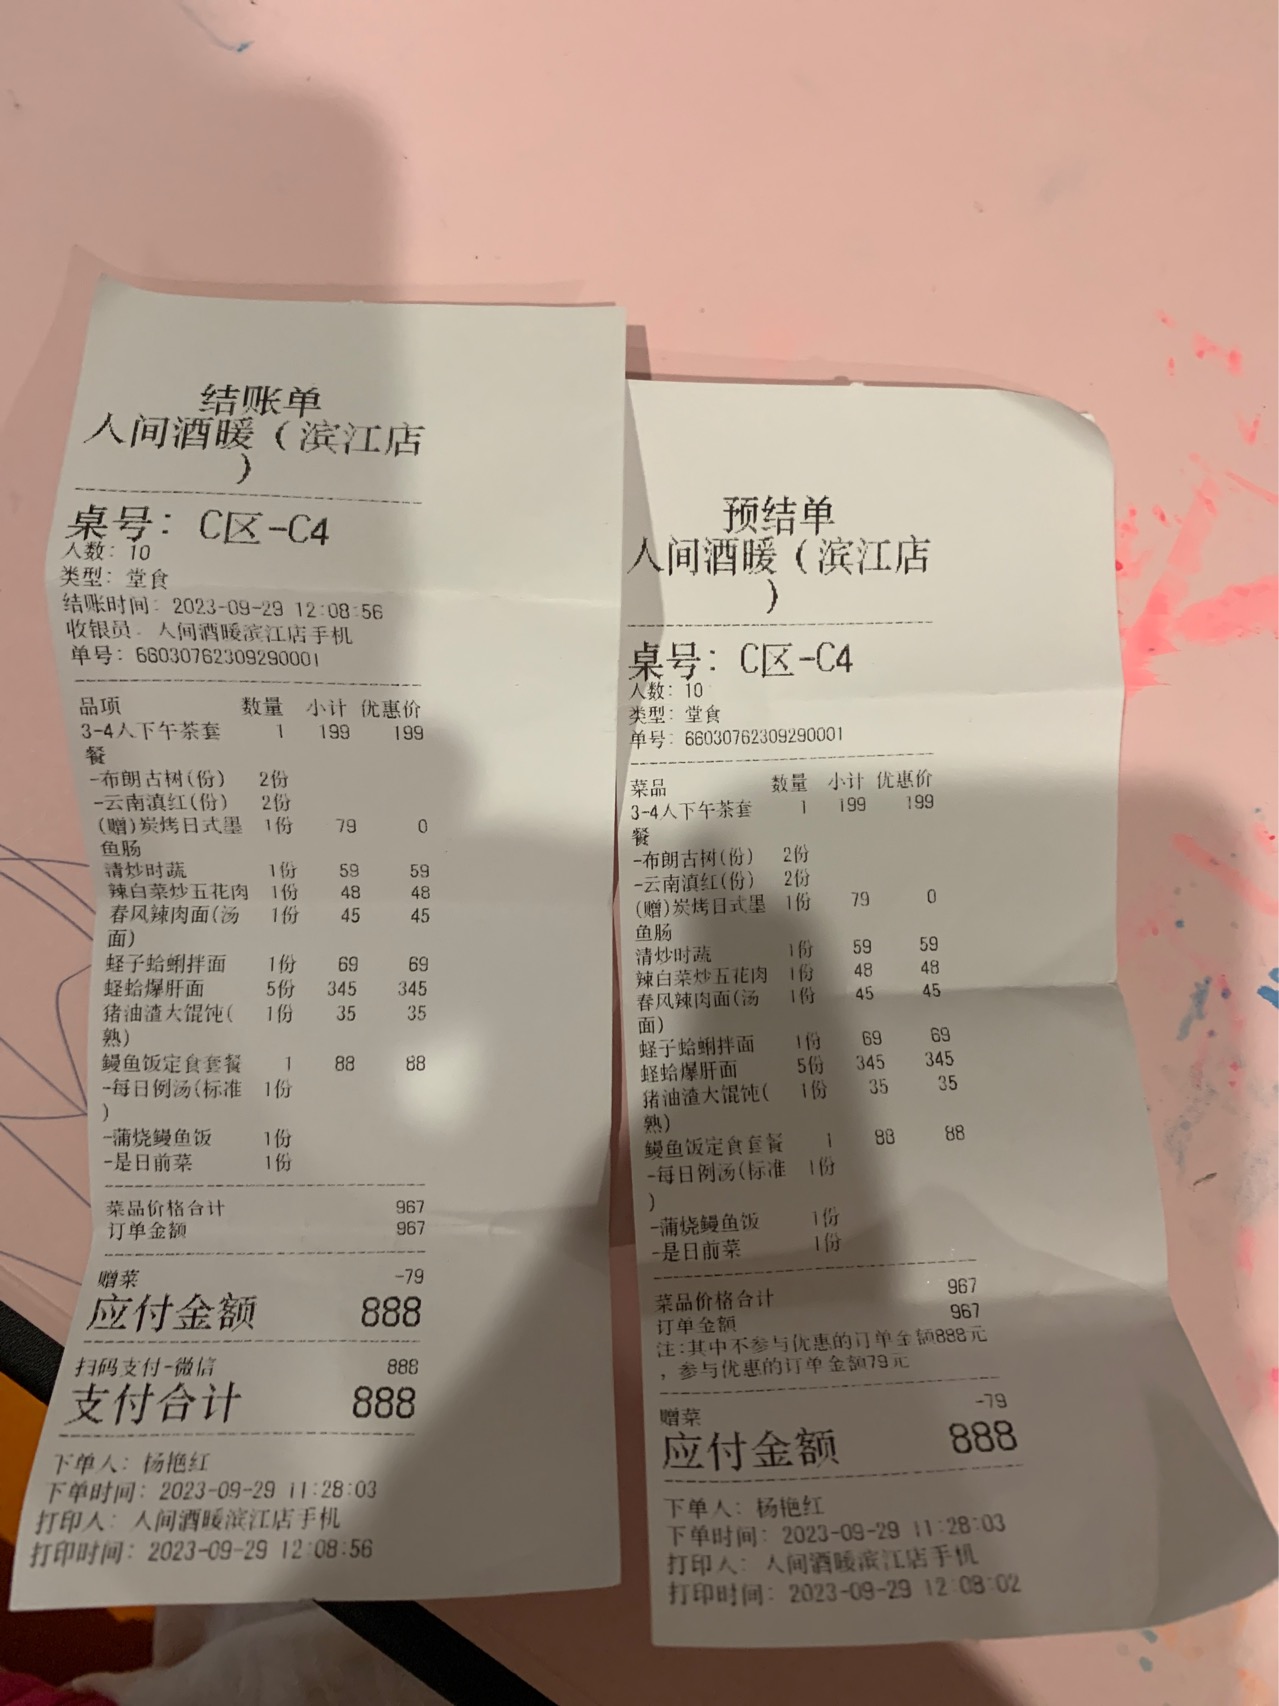 结账单
人间酒暖（滨江店
）
桌号：C区-C4
人数：10
类型：堂食
结账时间：2023-09-29 12:08:56
收银员：人间酒暖滨江店手机
单号：66030762309290001
品项 数量 小计 优惠价
3-4人下午茶套 1 199 199
餐
-布朗古树(份) 2份
-云南滇红(份) 2份
(赠)炭烤日式墨 1份 79 0
鱼肠
清炒时蔬 1份 59 59
辣白菜炒五花肉 1份 48 48
春风辣肉面(汤 1份 45 45
面)
蛏子蛤蜊拌面 1份 69 69
蛏蛤爆肝面 5份 345 345
猪油渣大馄饨( 1份 35 35
熟)
鳗鱼饭定食套餐 1 88 88
-每日例汤(标准 1份
)
-蒲烧鳗鱼饭 1份
-是日前菜 1份
菜品价格合计 967
订单金额 967
赠菜 -79
应付金额 888
扫码支付-微信 888
支付合计 888
下单人：杨艳红
下单时间：2023-09-29 11:28:03
打印人：人间酒暖滨江店手机
打印时间：2023-09-29 12:08:56
预结单
人间酒暖（滨江店
）
桌号：C区-C4
人数：10
类型：堂食
单号：66030762309290001
菜品 数量 小计 优惠价
3-4人下午茶套 1 199 199
餐
-布朗古树(份) 2份
-云南滇红(份) 2份
(赠)炭烤日式墨 1份 79 0
鱼肠
清炒时蔬 1份 59 59
辣白菜炒五花肉 1份 48 48
春风辣肉面(汤 1份 45 45
面)
蛏子蛤蜊拌面 1份 69 69
蛏蛤爆肝面 5份 345 345
猪油渣大馄饨( 1份 35 35
熟)
鳗鱼饭定食套餐 1 88 88
-每日例汤(标准 1份
)
-蒲烧鳗鱼饭 1份
-是日前菜 1份
菜品价格合计 967
订单金额 967
注:其中不参与优惠的订单金额888元
，参与优惠的订单金额79元
赠菜 -79
应付金额 888
下单人：杨艳红
下单时间：2023-09-29 11:28:03
打印人：人间酒暖滨江店手机
打印时间：2023-09-29 12:08:02